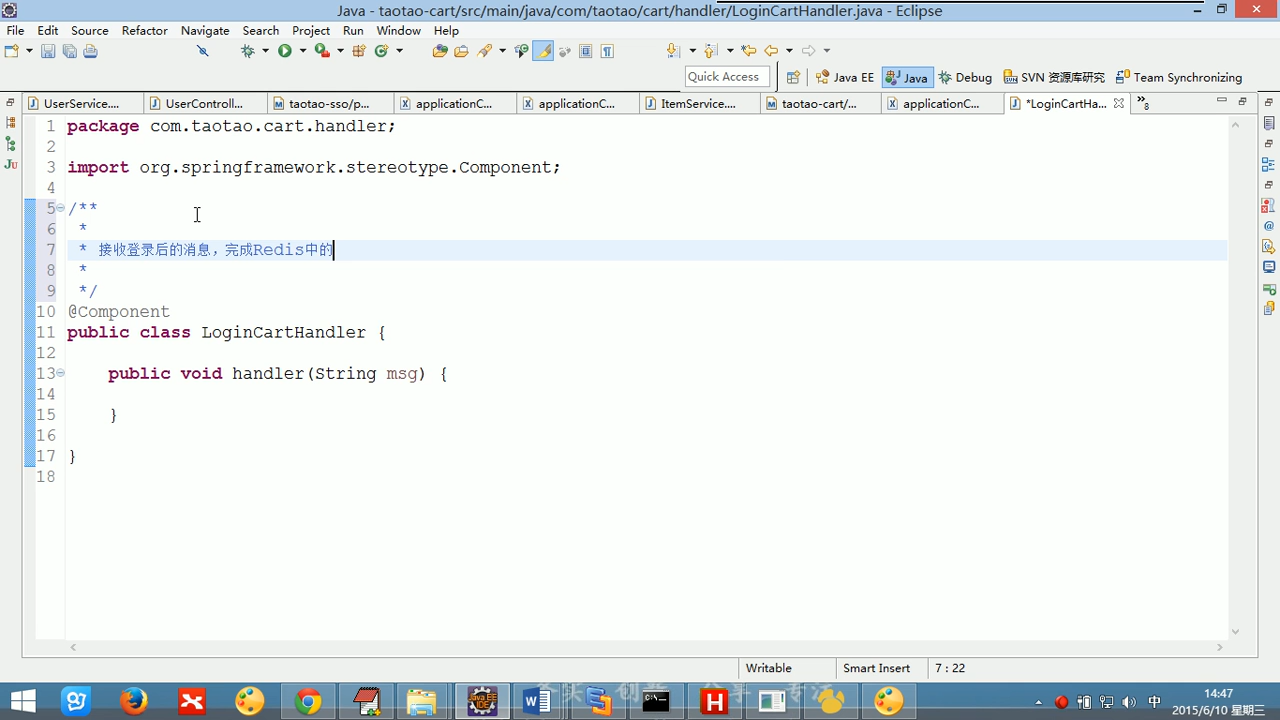 Java - taotao-cart/src/main/java/com/taotao/cart/handler/LoginCartHandler.java - Eclipse
File Edit Source Refactor Navigate Search Project Run Window Help
Quick Access Java EE Java Debug SVN 资源库研究 Team Synchronizing
UserService.... UserControll... taotao-sso/p... applicationC... applicationC... ItemService.... taotao-cart/... applicationC... *LoginCartHa... »8
1 package com.taotao.cart.handler;
2
3 import org.springframework.stereotype.Component;
4
5 /**
6 *
7 * 接收登录后的消息，完成Redis中的
8 *
9 */
10 @Component
11 public class LoginCartHandler {
12
13 public void handler(String msg) {
14
15 }
16
17 }
18
Writable Smart Insert 7 : 22
中 14:47
2015/6/10 星期三